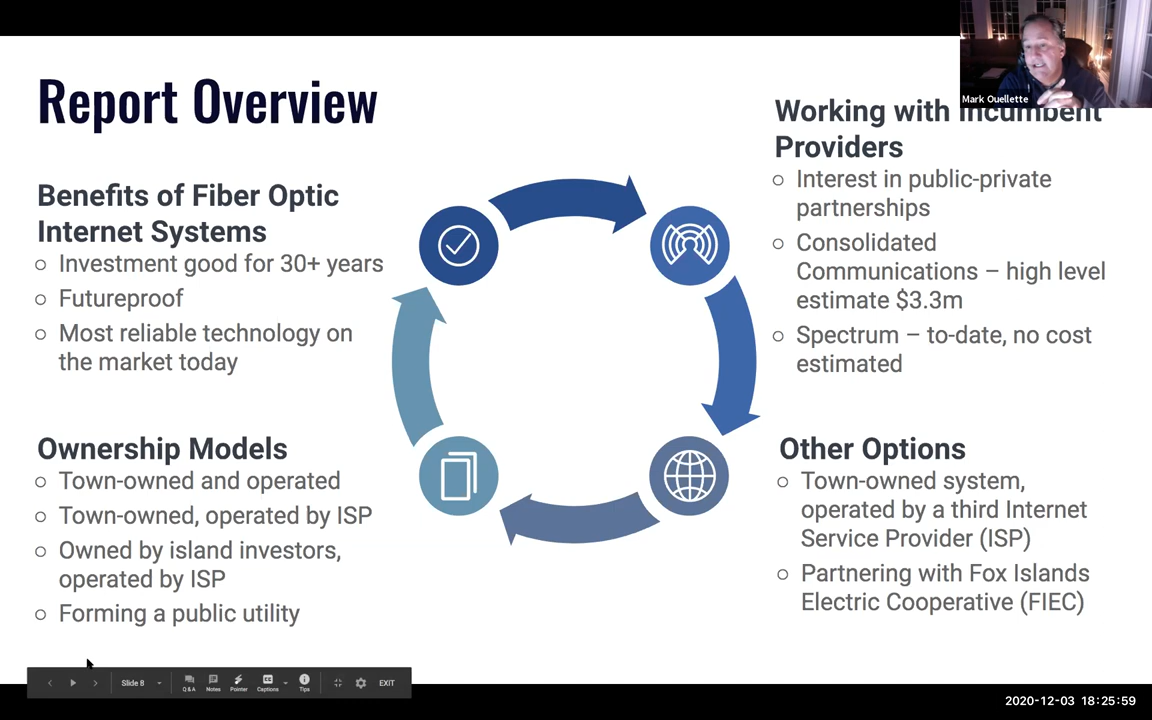 Report Overview
Benefits of Fiber Optic
Internet Systems
○ Investment good for 30+ years
○ Futureproof
○ Most reliable technology on
the market today
Ownership Models
○ Town-owned and operated
○ Town-owned, operated by ISP
○ Owned by island investors,
operated by ISP
○ Forming a public utility
Mark Ouellette
Working with Incumbent
Providers
○ Interest in public-private
partnerships
○ Consolidated
Communications – high level
estimate $3.3m
○ Spectrum – to-date, no cost
estimated
Other Options
○ Town-owned system,
operated by a third Internet
Service Provider (ISP)
○ Partnering with Fox Islands
Electric Cooperative (FIEC)
Slide 8
Q & A
Notes
Pointer
CC
Captions
Tips
EXIT
2020-12-03 18:25:59